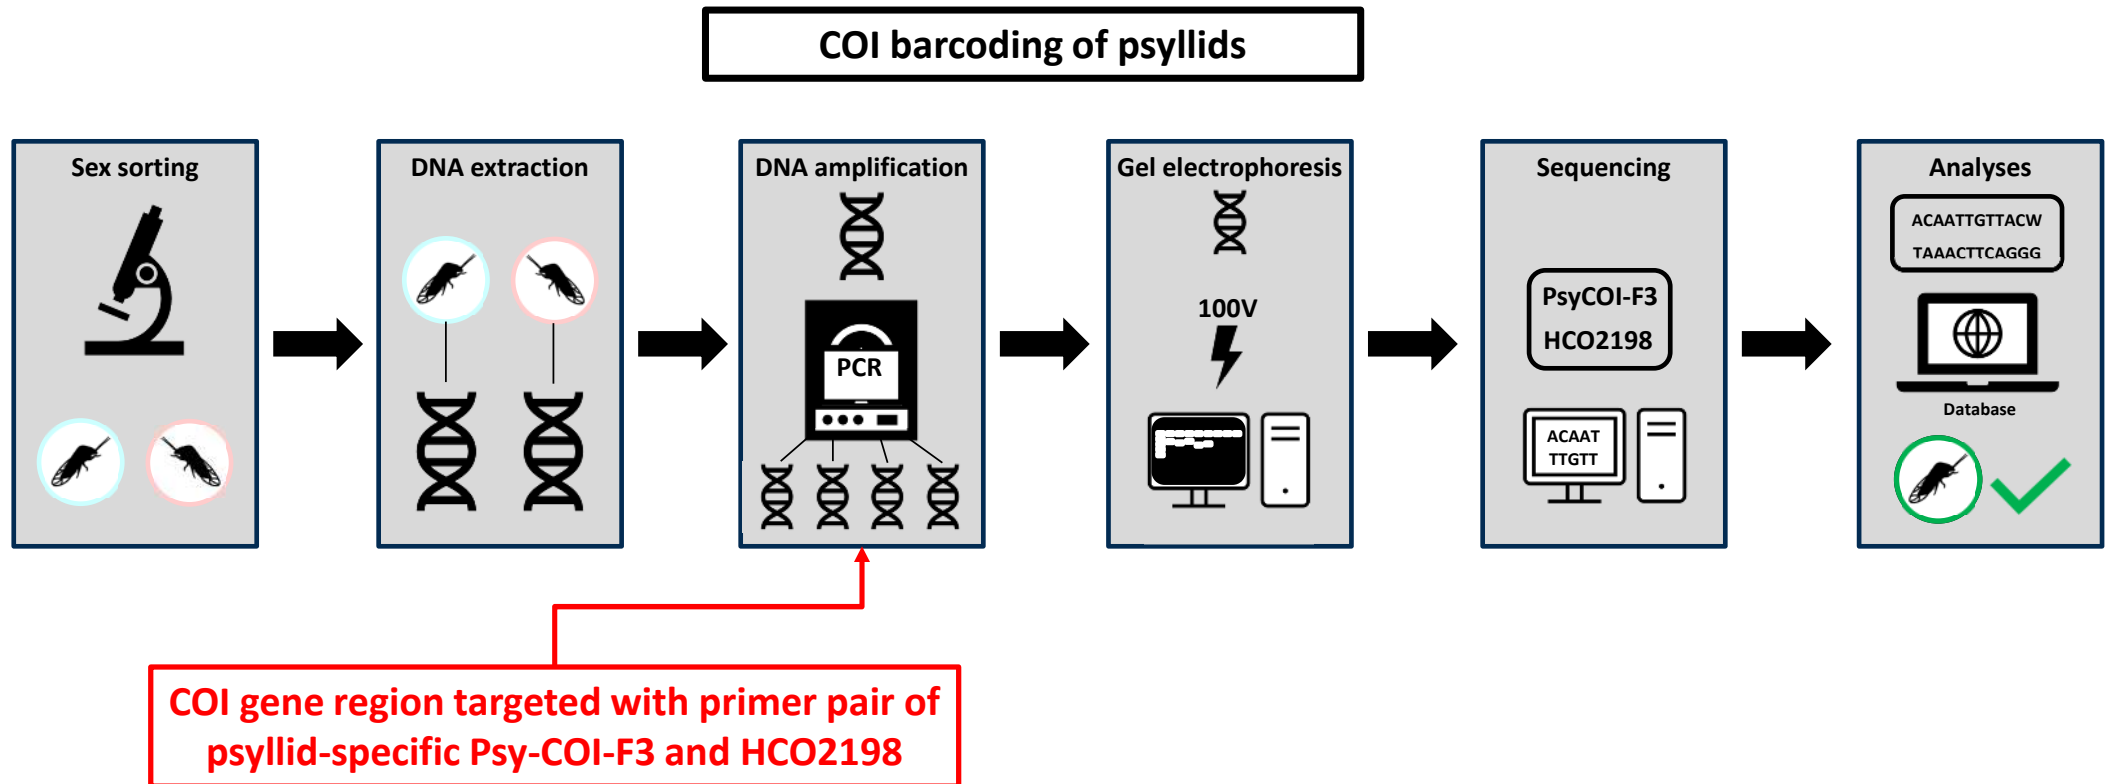 COI barcoding of psyllids
Sex sorting
DNA extraction
DNA amplification
PCR
Gel electrophoresis
100V
Sequencing
PsyCOI-F3
HCO2198
ACAAT
TTGTT
Analyses
ACAATTGTTACW
TAAACTTCAGGG
Database
COI gene region targeted with primer pair of
psyllid-specific Psy-COI-F3 and HCO2198